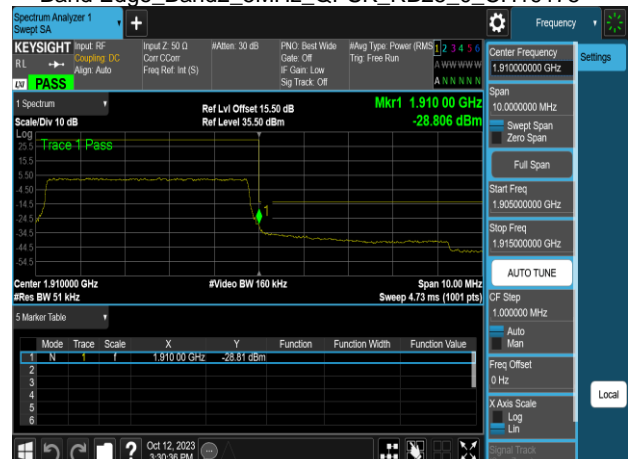 Band Edge_Band2_5MHz_QPSK_RB25_0_CH19175
Spectrum Analyzer 1
Swept SA
Frequency
KEYSIGHT
RL
Input: RF
Coupling: DC
Align: Auto
Input Z: 50 Ω
Corr CCorr
Freq Ref: Int (S)
#Atten: 30 dB
PNO: Best Wide
Gate: Off
IF Gain: Low
Sig Track: Off
#Avg Type: Power (RMS
Trig: Free Run
1 2 3 4 5 6
A W W W W W
A N N N N N
LXI
PASS
1 Spectrum
Scale/Div 10 dB
Ref Lvl Offset 15.50 dB
Ref Level 35.50 dBm
Mkr1 1.910 00 GHz
-28.806 dBm
Log
Trace 1 Pass
25.5
15.5
5.50
-4.50
-14.5
-24.5
-34.5
-44.5
-54.5
1
Center 1.910000 GHz
#Res BW 51 kHz
#Video BW 160 kHz
Span 10.00 MHz
Sweep 4.73 ms (1001 pts)
5 Marker Table
Mode Trace Scale X Y Function Function Width Function Value
1 N 1 f 1.910 00 GHz -28.81 dBm
2
3
4
5
6
Oct 12, 2023
3:30:36 PM
Center Frequency
1.910000000 GHz
Settings
Span
10.0000000 MHz
Swept Span
Zero Span
Full Span
Start Freq
1.905000000 GHz
Stop Freq
1.915000000 GHz
AUTO TUNE
CF Step
1.000000 MHz
Auto
Man
Freq Offset
0 Hz
X Axis Scale
Log
Lin
Local
Signal Track